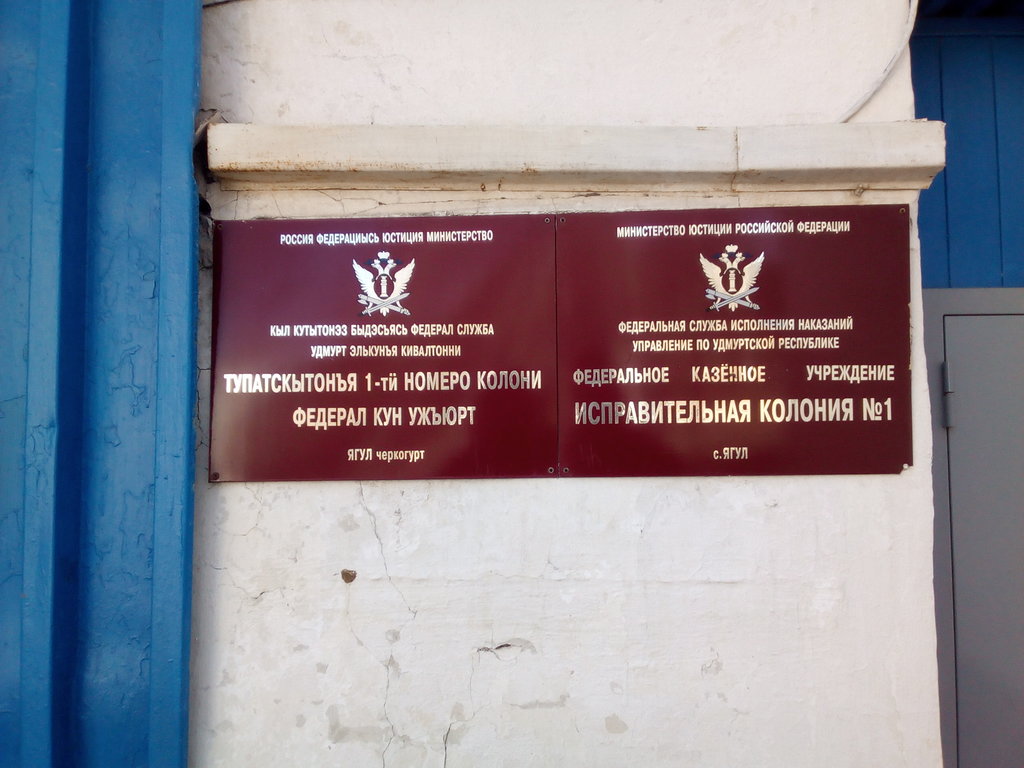 РОССИЯ ФЕДЕРАЦИЫСЬ ЮСТИЦИЯ МИНИСТЕРСТВО
КЫЛ КУТЫТОНЭЗ БЫДЭСЪЯСЬ ФЕДЕРАЛ СЛУЖБА
УДМУРТ ЭЛЬКУНЪЯ КИВАЛТОННИ
ТУПАТСКЫТОНЪЯ 1-тӥ НОМЕРО КОЛОНИ
ФЕДЕРАЛ КУН УЖЪЮРТ
ЯГУЛ черкогурт
МИНИСТЕРСТВО ЮСТИЦИИ РОССИЙСКОЙ ФЕДЕРАЦИИ
ФЕДЕРАЛЬНАЯ СЛУЖБА ИСПОЛНЕНИЯ НАКАЗАНИЙ
УПРАВЛЕНИЕ ПО УДМУРТСКОЙ РЕСПУБЛИКЕ
ФЕДЕРАЛЬНОЕ КАЗЁННОЕ УЧРЕЖДЕНИЕ
ИСПРАВИТЕЛЬНАЯ КОЛОНИЯ №1
с.ЯГУЛ